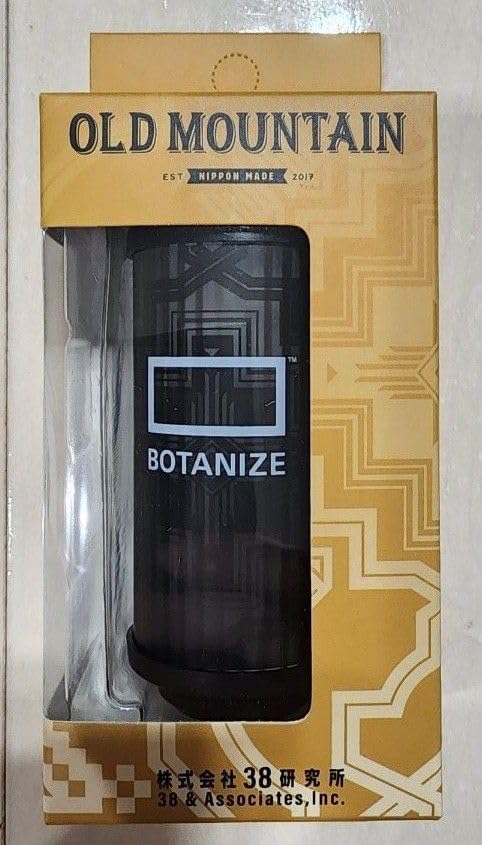 OLD MOUNTAIN
EST NIPPON MADE 2017
TM
BOTANIZE
株式会社38研究所
38 & Associates,Inc.